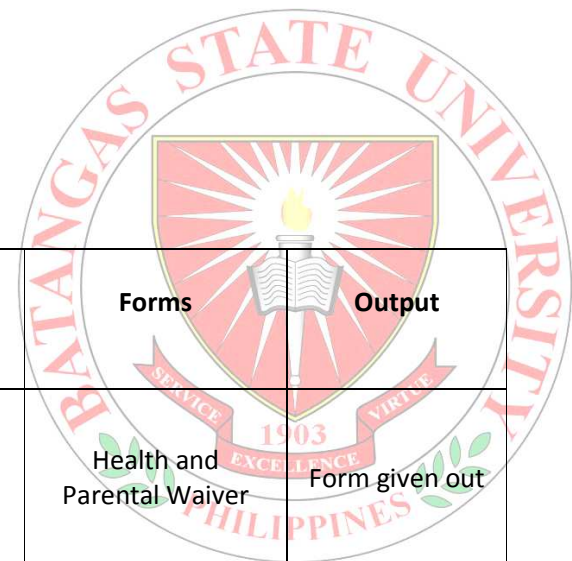 BATANGAS STATE UNIVERSITY
Forms
Output
SERVICE
1903
VIRTUE
EXCELLENCE
Health and
Parental Waiver
Form given out
PHILIPPINES